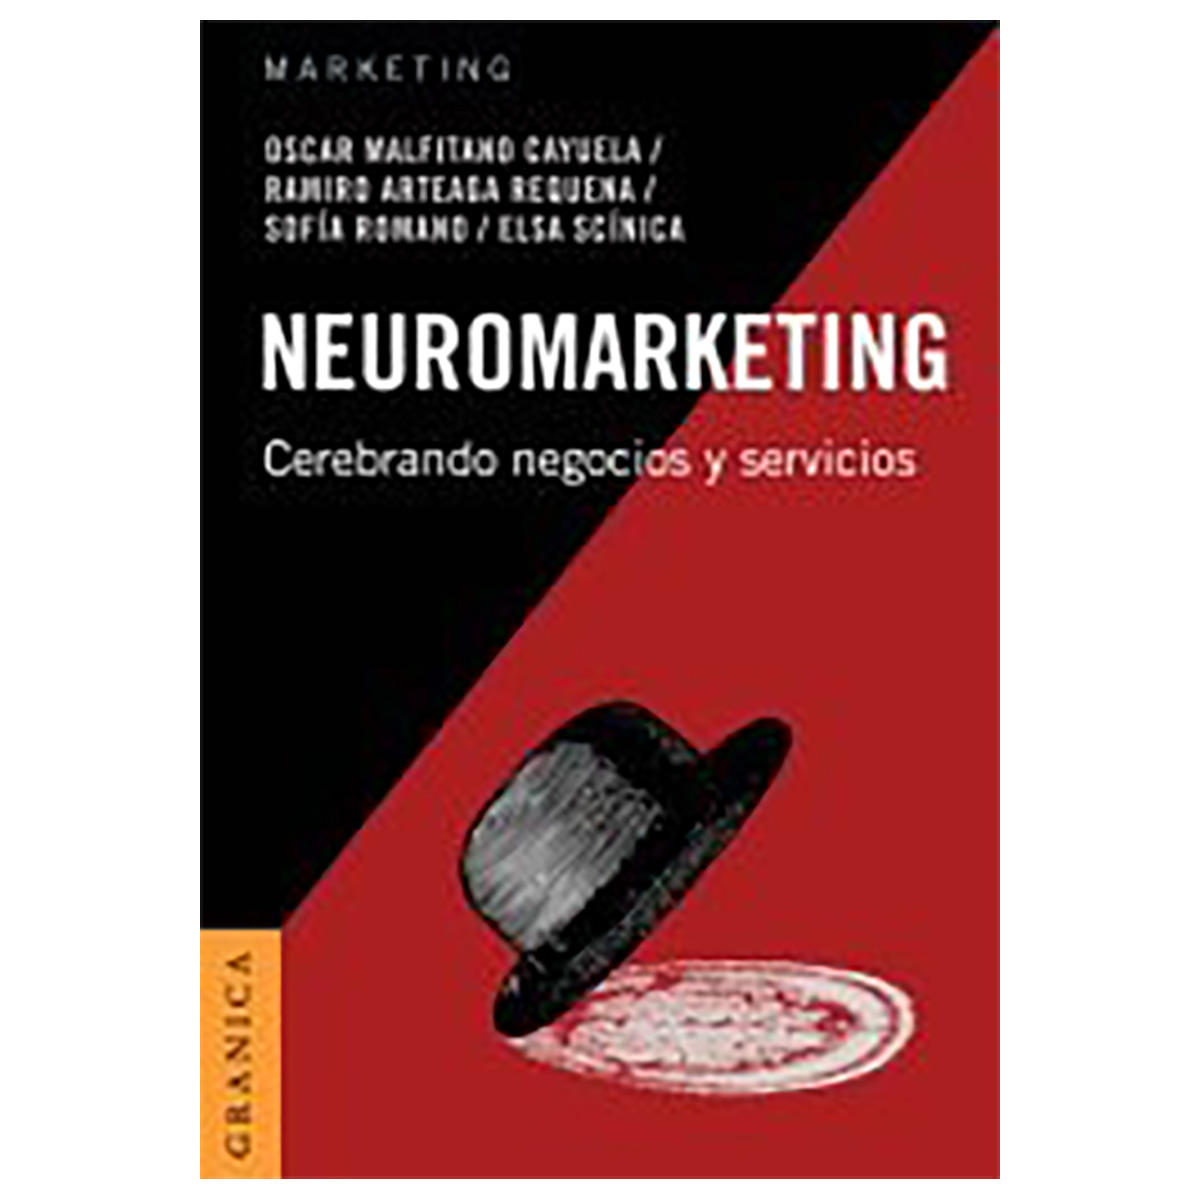 MARKETING
OSCAR MALFITANO CAYUELA /
RAMIRO ARTEAGA REQUENA /
SOFÍA ROMANO / ELSA SCÍNICA
NEUROMARKETING
Cerebrando negocios y servicios
GRANICA